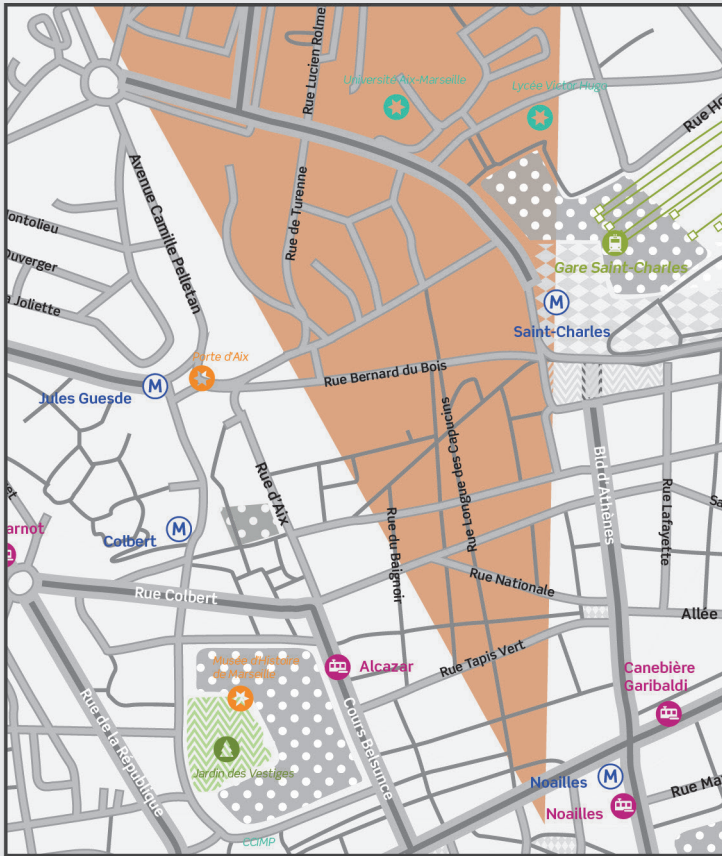 Rue Lucien Rolme
Université Aix-Marseille
Lycée Victor Hugo
Rue Ho
Avenue Camille Pelletan
Rue de Turenne
ontolieu
Duverger
a Joliette
Gare Saint-Charles
M
Saint-Charles
Porte d'Aix
M
Jules Guesde
Rue Bernard du Bois
Rue Longue des Capucins
Bld d'Athènes
Rue d'Aix
Rue Lafayette
Sa
arnot
M
Colbert
Rue du Baignoir
Rue Nationale
Rue Colbert
Allée
Rue Tapis Vert
Musée d'Histoire
de Marseille
Alcazar
Canebière
Garibaldi
Rue de la République
Cours Belsunce
Jardin des Vestiges
Noailles
M
Noailles
Rue Ma
CCIMP